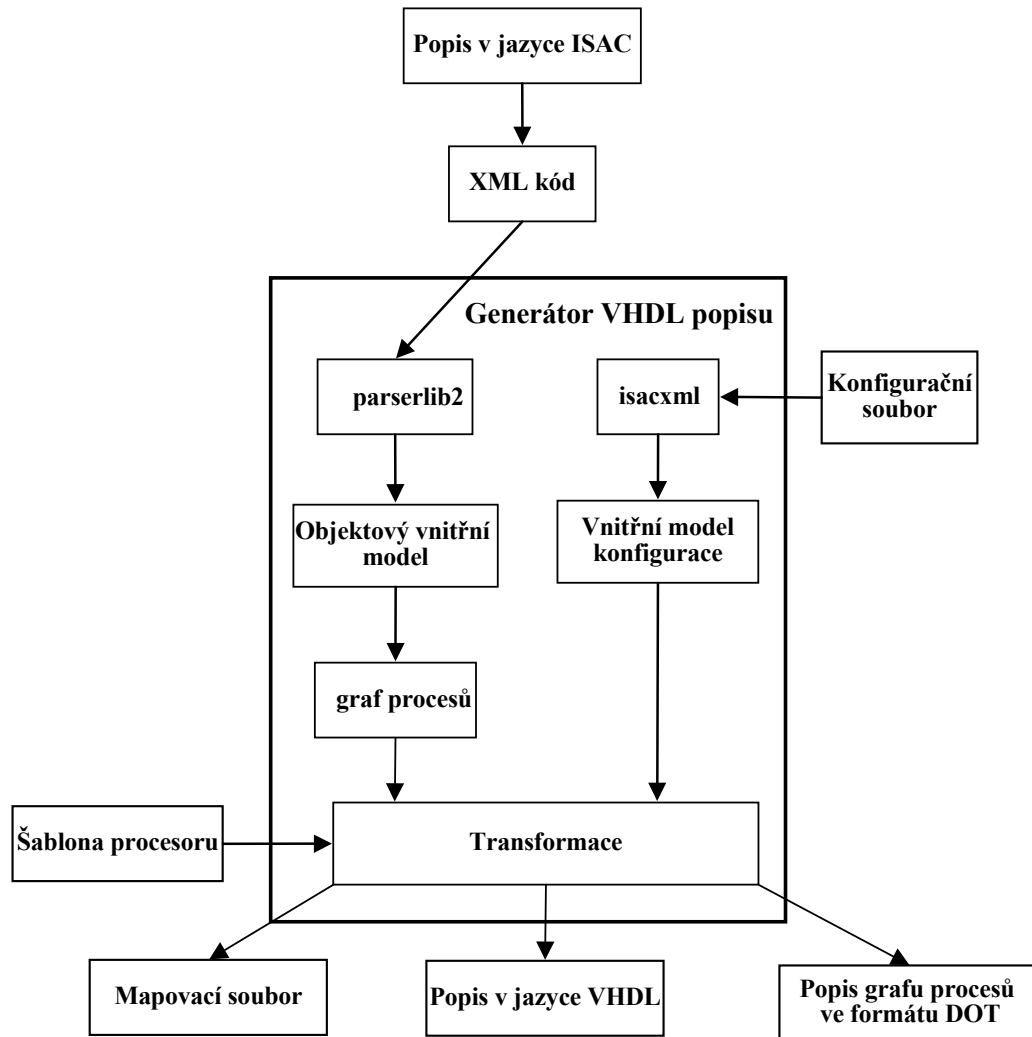 Popis v jazyce ISAC
XML kód
Generátor VHDL popisu
parserlib2
isacxml
Konfigurační
soubor
Objektový vnitřní
model
Vnitřní model
konfigurace
graf procesů
Šablona procesoru
Transformace
Mapovací soubor
Popis v jazyce VHDL
Popis grafu procesů
ve formátu DOT